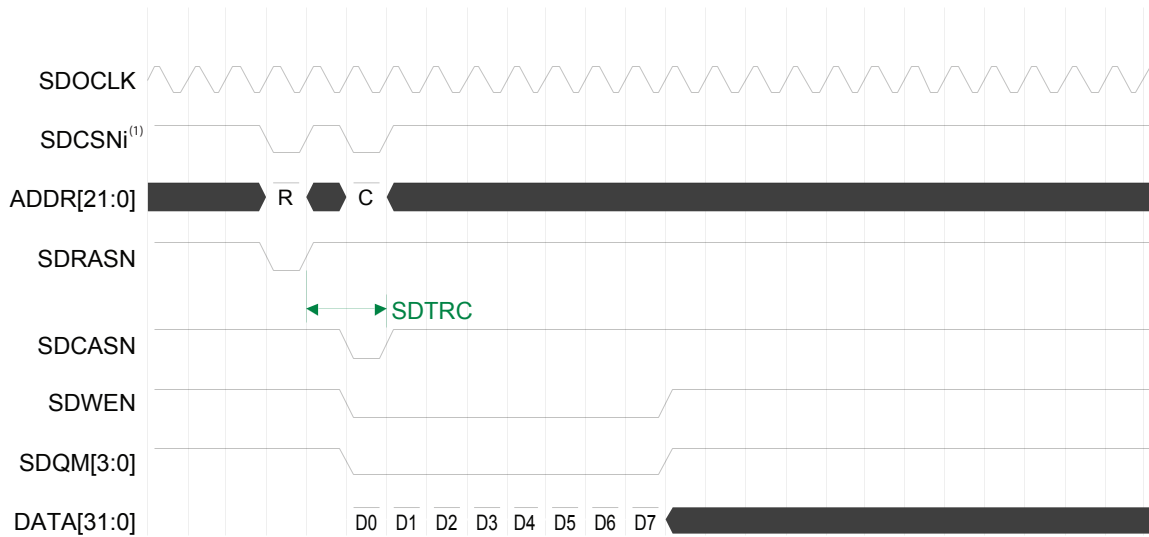 SDOCLK
SDCSNi(1)
ADDR[21:0] R C
SDRASN
SDTRC
SDCASN
SDWEN
SDQM[3:0]
DATA[31:0] D0 D1 D2 D3 D4 D5 D6 D7